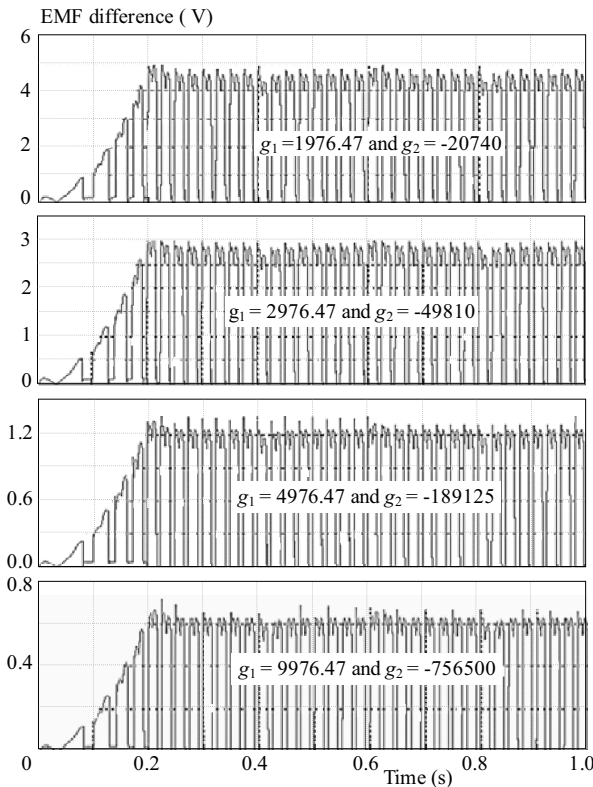 EMF difference ( V)
6
4
2
0
g₁ =1976.47 and g₂ = -20740
3
2
1
0
g₁ = 2976.47 and g₂ = -49810
1.2
0.6
0.0
g₁ = 4976.47 and g₂ = -189125
0.8
0.4
g₁ = 9976.47 and g₂ = -756500
0 0.2 0.4 0.6 0.8 1.0
Time (s)